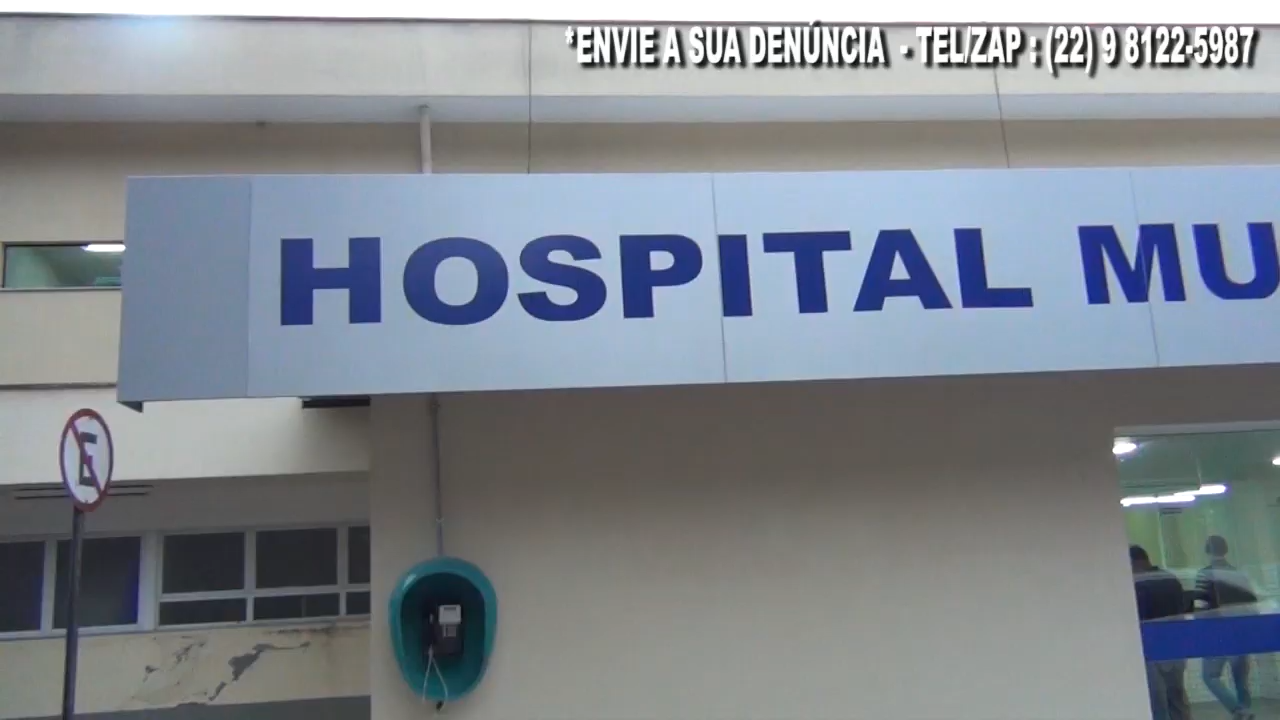 *ENVIE A SUA DENÚNCIA - TEL/ZAP : (22) 9 8122-5987
HOSPITAL MU
E